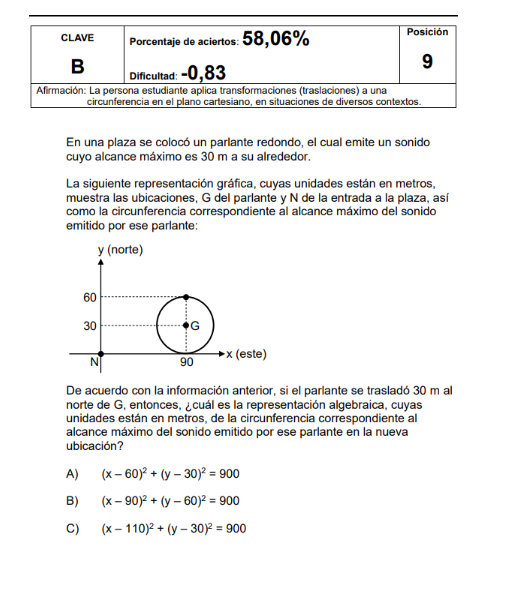 CLAVE
B
Porcentaje de aciertos: 58,06%
Dificultad: -0,83
Posición
9
Afirmación: La persona estudiante aplica transformaciones (traslaciones) a una
circunferencia en el plano cartesiano, en situaciones de diversos contextos.
En una plaza se colocó un parlante redondo, el cual emite un sonido
cuyo alcance máximo es 30 m a su alrededor.
La siguiente representación gráfica, cuyas unidades están en metros,
muestra las ubicaciones, G del parlante y N de la entrada a la plaza, así
como la circunferencia correspondiente al alcance máximo del sonido
emitido por ese parlante:
y (norte)
60
30
G
x (este)
N
90
De acuerdo con la información anterior, si el parlante se trasladó 30 m al
norte de G, entonces, ¿cuál es la representación algebraica, cuyas
unidades están en metros, de la circunferencia correspondiente al
alcance máximo del sonido emitido por ese parlante en la nueva
ubicación?
A) (x – 60)² + (y – 30)² = 900
B) (x – 90)² + (y – 60)² = 900
C) (x – 110)² + (y – 30)² = 900